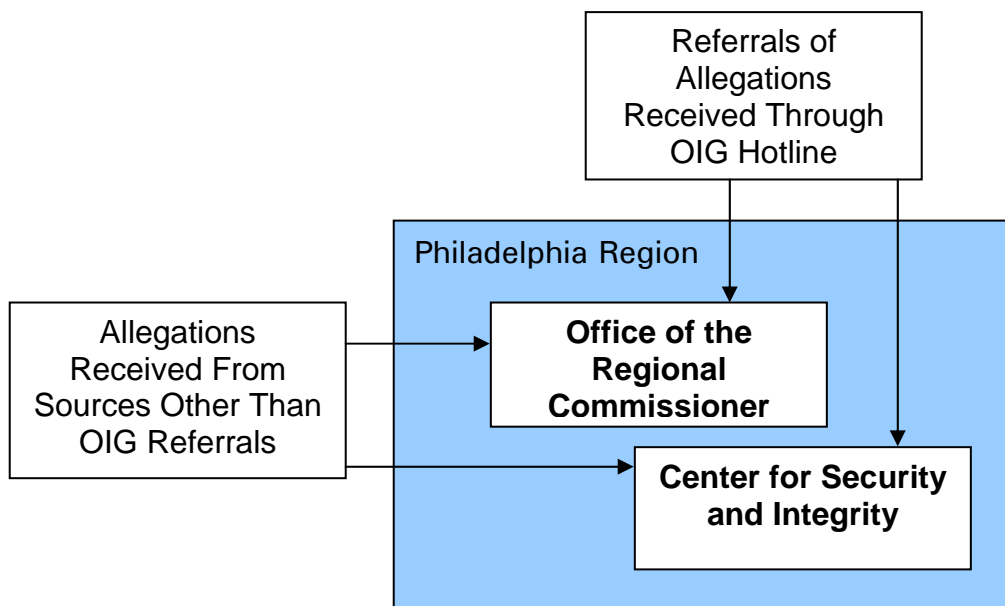 Referrals of
Allegations
Received Through
OIG Hotline
Philadelphia Region
Allegations
Received From
Sources Other Than
OIG Referrals
Office of the
Regional
Commissioner
Center for Security
and Integrity